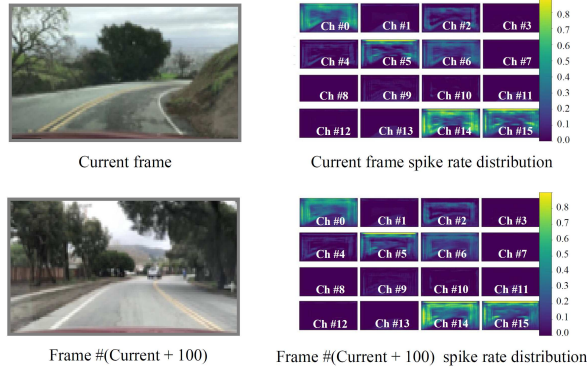 Ch #0 Ch #1 Ch #2 Ch #3
Ch #4 Ch #5 Ch #6 Ch #7
Ch #8 Ch #9 Ch #10 Ch #11
Ch #12 Ch #13 Ch #14 Ch #15
0.8
0.7
0.6
0.5
0.4
0.3
0.2
0.1
0.0
Current frame
Current frame spike rate distribution
Ch #0 Ch #1 Ch #2 Ch #3
Ch #4 Ch #5 Ch #6 Ch #7
Ch #8 Ch #9 Ch #10 Ch #11
Ch #12 Ch #13 Ch #14 Ch #15
0.8
0.7
0.6
0.5
0.4
0.3
0.2
0.1
0.0
Frame #(Current + 100)
Frame #(Current + 100) spike rate distribution